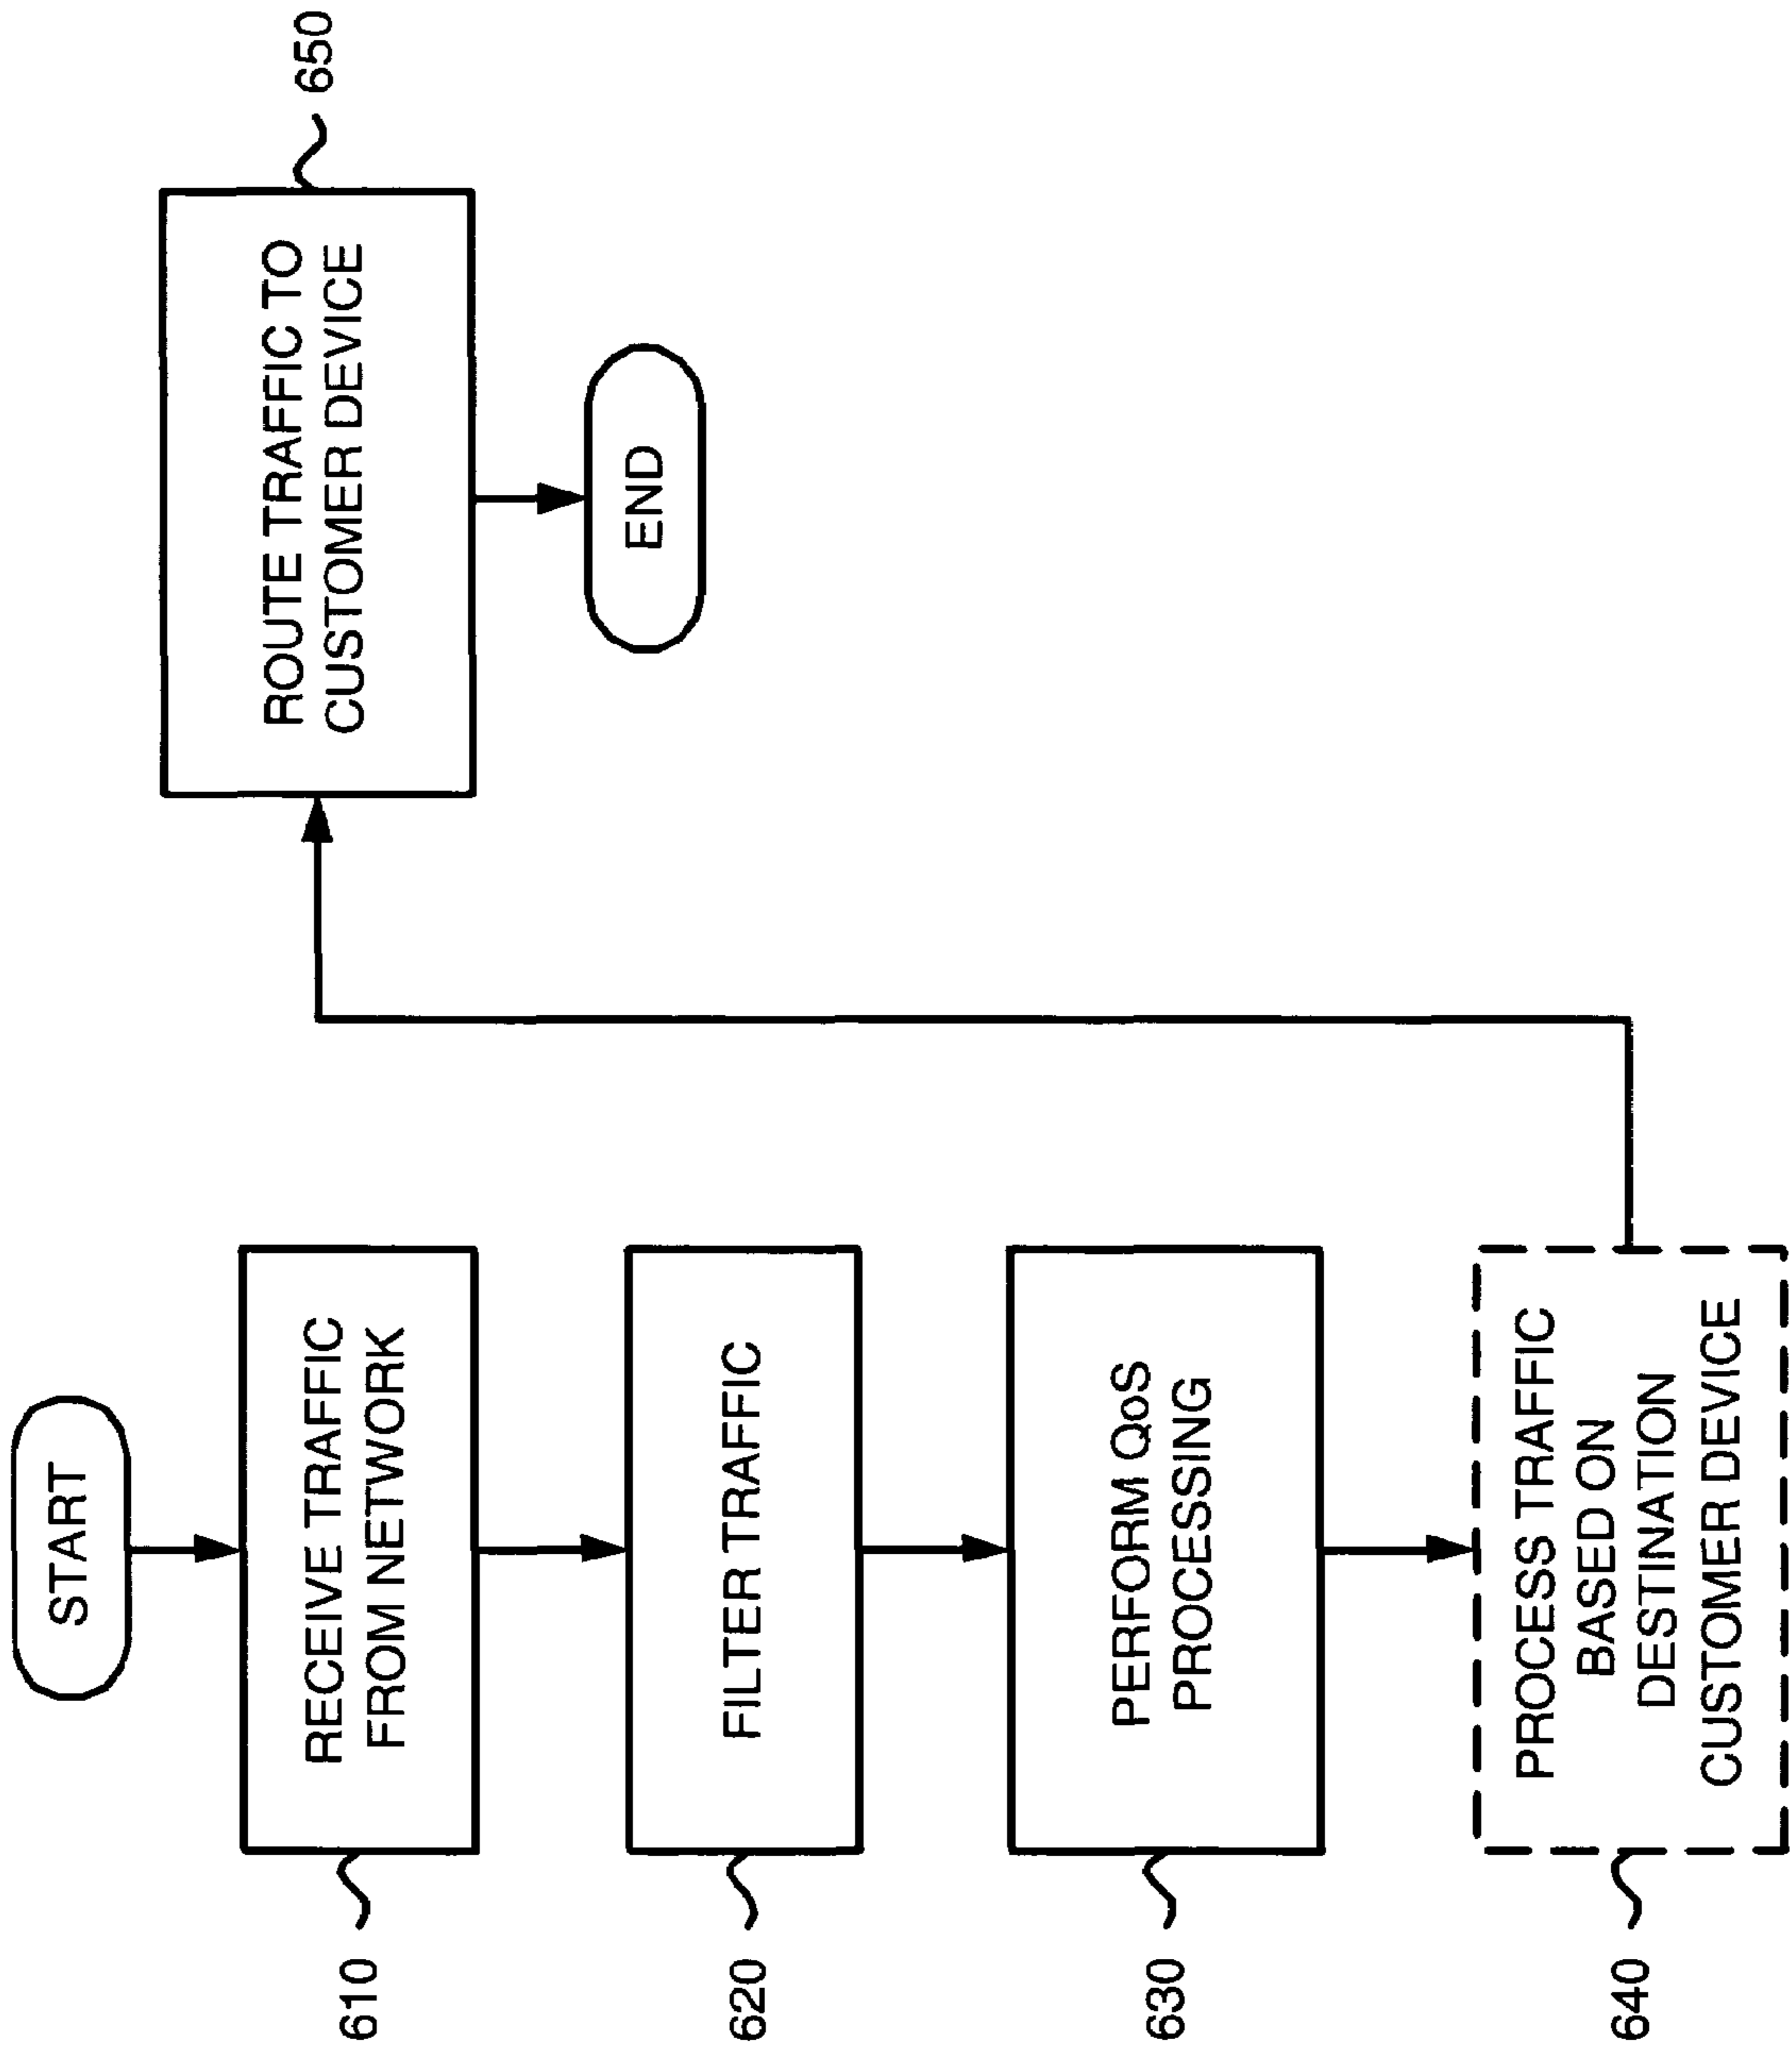 START
610
RECEIVE TRAFFIC
FROM NETWORK
620
FILTER TRAFFIC
630
PERFORM QoS
PROCESSING
640
PROCESS TRAFFIC
BASED ON
DESTINATION
CUSTOMER DEVICE
650
ROUTE TRAFFIC TO
CUSTOMER DEVICE
END